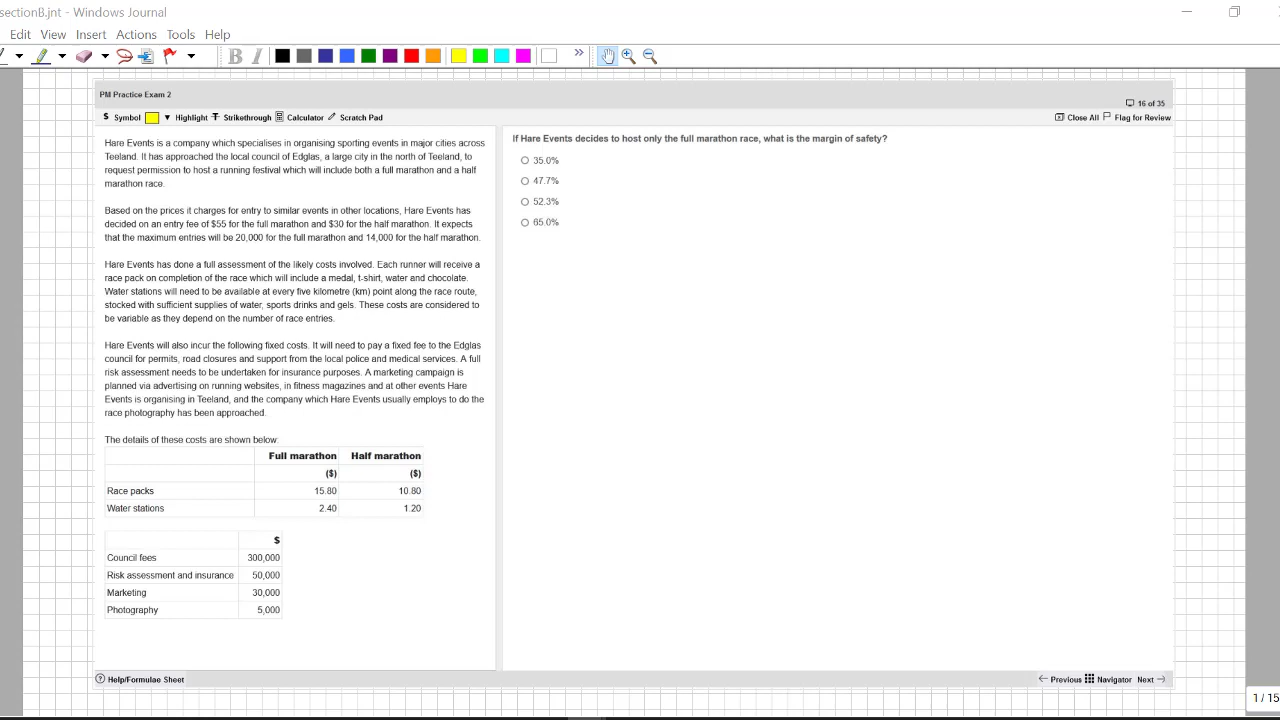 sectionB.jnt - Windows Journal
Edit View Insert Actions Tools Help
B I
PM Practice Exam 2
16 of 35
$ Symbol Highlight Strikethrough Calculator Scratch Pad
Close All Flag for Review
Hare Events is a company which specialises in organising sporting events in major cities across
Teeland. It has approached the local council of Edglas, a large city in the north of Teeland, to
request permission to host a running festival which will include both a full marathon and a half
marathon race.
Based on the prices it charges for entry to similar events in other locations, Hare Events has
decided on an entry fee of $55 for the full marathon and $30 for the half marathon. It expects
that the maximum entries will be 20,000 for the full marathon and 14,000 for the half marathon.
Hare Events has done a full assessment of the likely costs involved. Each runner will receive a
race pack on completion of the race which will include a medal, t-shirt, water and chocolate.
Water stations will need to be available at every five kilometre (km) point along the race route,
stocked with sufficient supplies of water, sports drinks and gels. These costs are considered to
be variable as they depend on the number of race entries.
Hare Events will also incur the following fixed costs. It will need to pay a fixed fee to the Edglas
council for permits, road closures and support from the local police and medical services. A full
risk assessment needs to be undertaken for insurance purposes. A marketing campaign is
planned via advertising on running websites, in fitness magazines and at other events Hare
Events is organising in Teeland, and the company which Hare Events usually employs to do the
race photography has been approached.
The details of these costs are shown below:
Full marathon Half marathon
($) ($)
Race packs 15.80 10.80
Water stations 2.40 1.20
$
Council fees 300,000
Risk assessment and insurance 50,000
Marketing 30,000
Photography 5,000
If Hare Events decides to host only the full marathon race, what is the margin of safety?
35.0%
47.7%
52.3%
65.0%
Help/Formulae Sheet
Previous Navigator Next
1 / 15